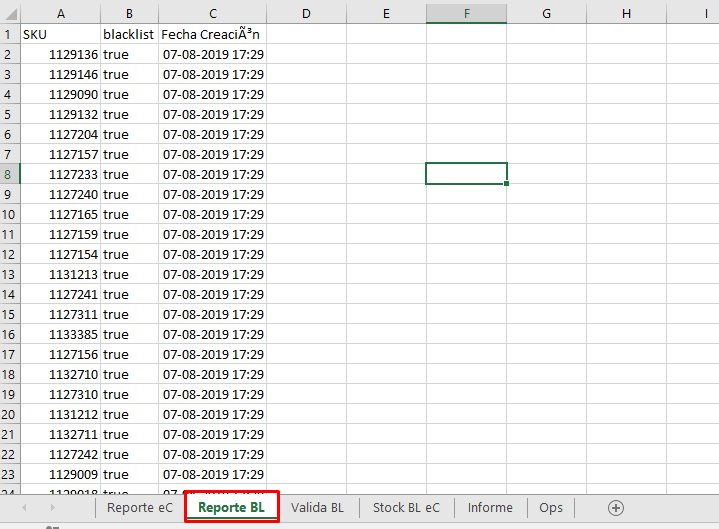 A B C D E F G H I
1 SKU blacklist Fecha CreaciÃ³n
2 1129136 true 07-08-2019 17:29
3 1129146 true 07-08-2019 17:29
4 1129090 true 07-08-2019 17:29
5 1129132 true 07-08-2019 17:29
6 1127204 true 07-08-2019 17:29
7 1127157 true 07-08-2019 17:29
8 1127233 true 07-08-2019 17:29
9 1127240 true 07-08-2019 17:29
10 1127165 true 07-08-2019 17:29
11 1127159 true 07-08-2019 17:29
12 1127154 true 07-08-2019 17:29
13 1131213 true 07-08-2019 17:29
14 1127241 true 07-08-2019 17:29
15 1127311 true 07-08-2019 17:29
16 1133385 true 07-08-2019 17:29
17 1127156 true 07-08-2019 17:29
18 1132710 true 07-08-2019 17:29
19 1127310 true 07-08-2019 17:29
20 1131212 true 07-08-2019 17:29
21 1132711 true 07-08-2019 17:29
22 1127242 true 07-08-2019 17:29
23 1129009 true 07-08-2019 17:29
Reporte eC Reporte BL Valida BL Stock BL eC Informe Ops